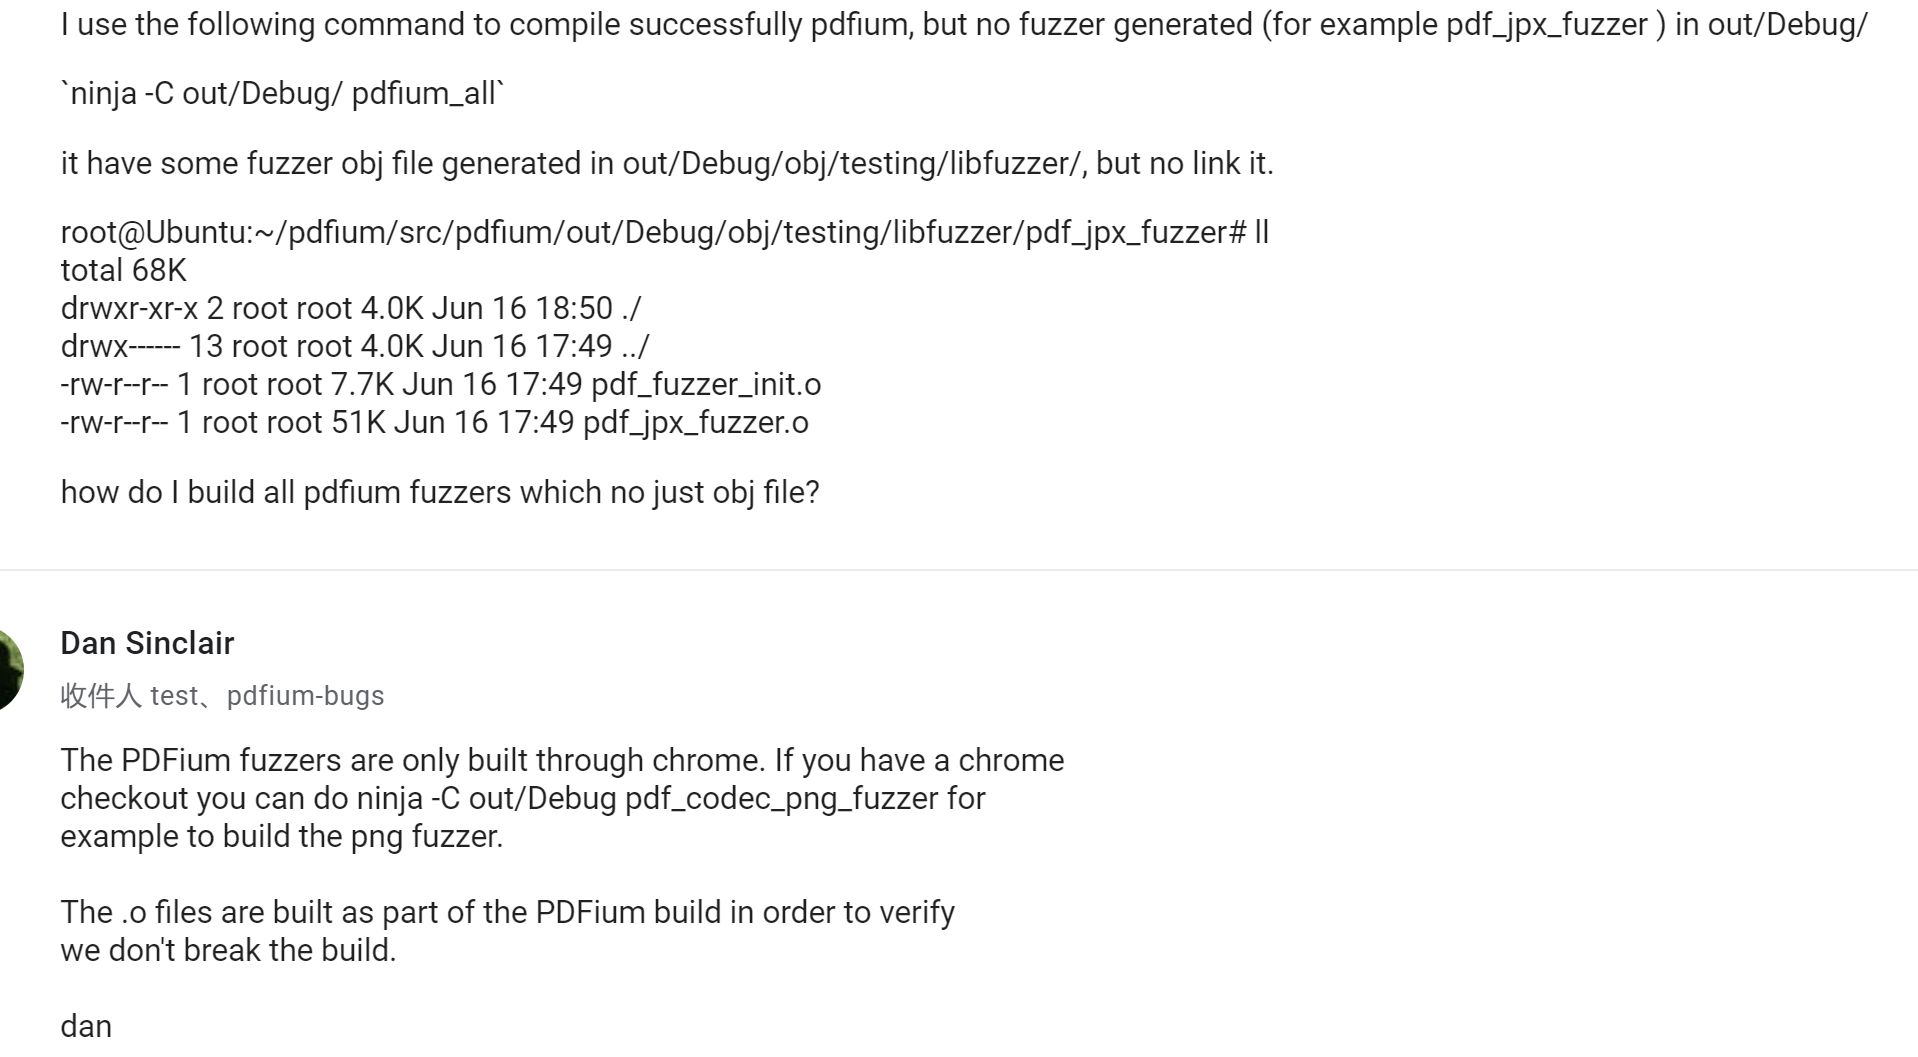 I use the following command to compile successfully pdfium, but no fuzzer generated (for example pdf_jpx_fuzzer ) in out/Debug/
`ninja -C out/Debug/ pdfium_all`
it have some fuzzer obj file generated in out/Debug/obj/testing/libfuzzer/, but no link it.
root@Ubuntu:~/pdfium/src/pdfium/out/Debug/obj/testing/libfuzzer/pdf_jpx_fuzzer# ll
total 68K
drwxr-xr-x 2 root root 4.0K Jun 16 18:50 ./
drwx------ 13 root root 4.0K Jun 16 17:49 ../
-rw-r--r-- 1 root root 7.7K Jun 16 17:49 pdf_fuzzer_init.o
-rw-r--r-- 1 root root 51K Jun 16 17:49 pdf_jpx_fuzzer.o
how do I build all pdfium fuzzers which no just obj file?
Dan Sinclair
收件人 test、pdfium-bugs
The PDFium fuzzers are only built through chrome. If you have a chrome
checkout you can do ninja -C out/Debug pdf_codec_png_fuzzer for
example to build the png fuzzer.
The .o files are built as part of the PDFium build in order to verify
we don't break the build.
dan